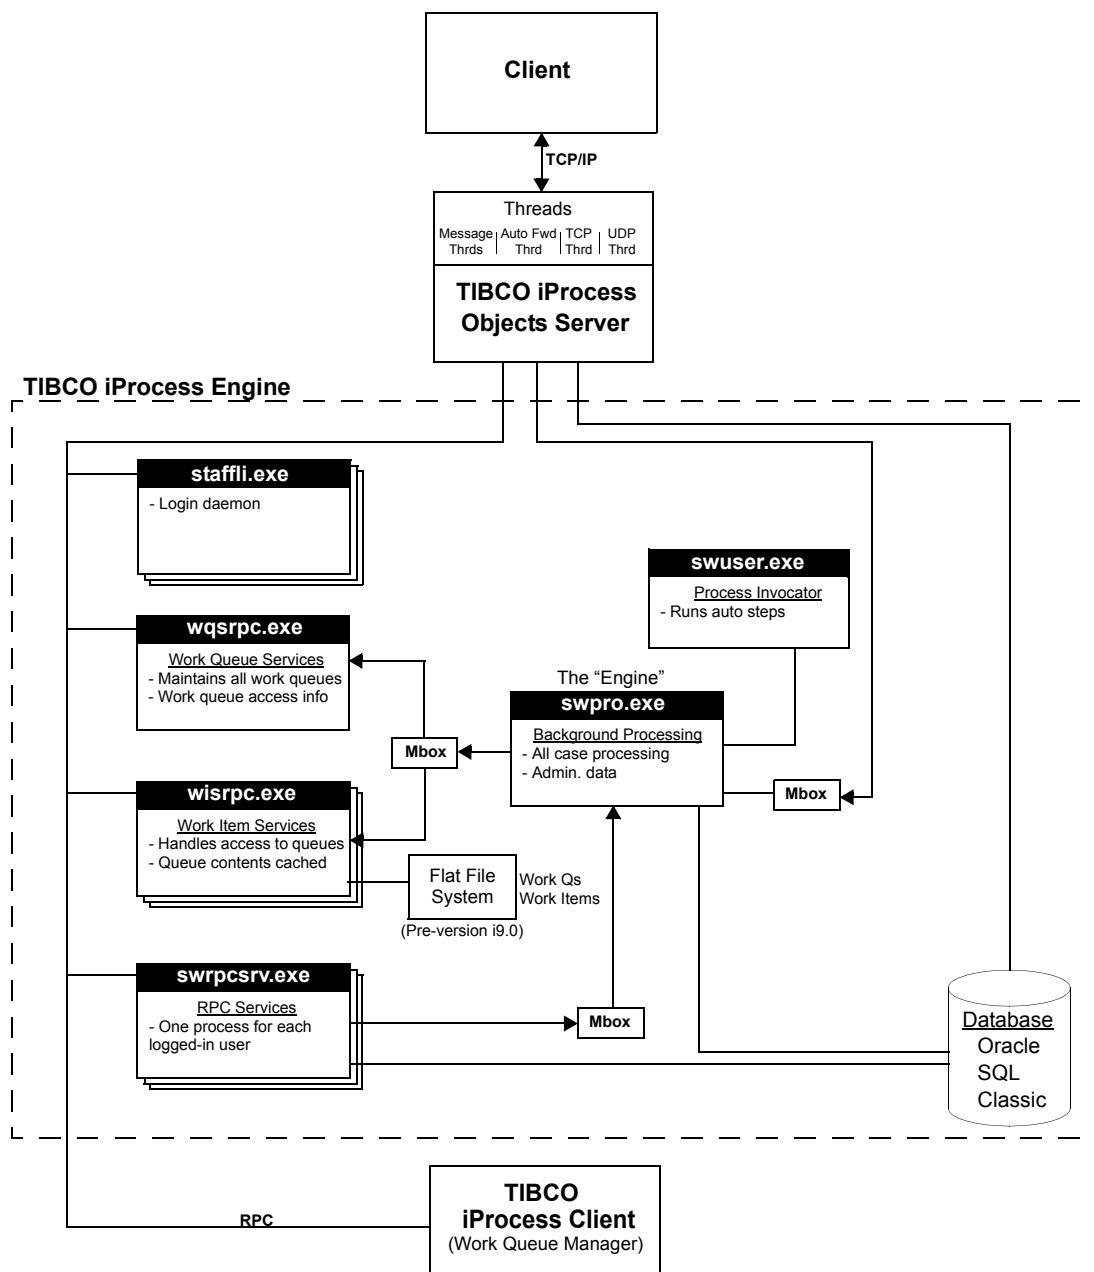 Client
TCP/IP
Threads
Message Thrds
Auto Fwd Thrd
TCP Thrd
UDP Thrd
TIBCO iProcess
Objects Server
TIBCO iProcess Engine
staffli.exe
- Login daemon
swuser.exe
Process Invocator
- Runs auto steps
wqsrpc.exe
Work Queue Services
- Maintains all work queues
- Work queue access info
The “Engine”
swpro.exe
Background Processing
- All case processing
- Admin. data
Mbox
Mbox
wisrpc.exe
Work Item Services
- Handles access to queues
- Queue contents cached
Flat File
System
Work Qs
Work Items
(Pre-version i9.0)
swrpcsrv.exe
RPC Services
- One process for each
logged-in user
Mbox
Database
Oracle
SQL
Classic
TIBCO
iProcess Client
(Work Queue Manager)
RPC